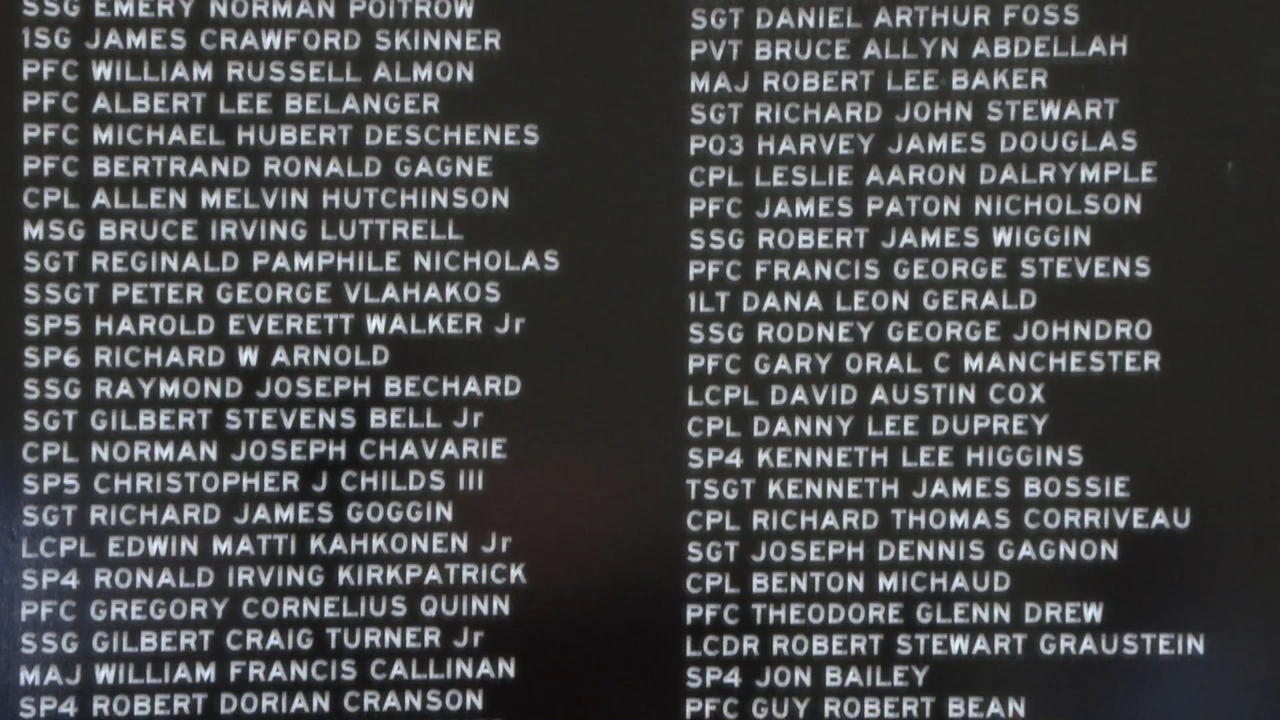 SSG EMERY NORMAN POITROW
1SG JAMES CRAWFORD SKINNER
PFC WILLIAM RUSSELL ALMON
PFC ALBERT LEE BELANGER
PFC MICHAEL HUBERT DESCHENES
PFC BERTRAND RONALD GAGNE
CPL ALLEN MELVIN HUTCHINSON
MSG BRUCE IRVING LUTTRELL
SGT REGINALD PAMPHILE NICHOLAS
SSGT PETER GEORGE VLAHAKOS
SP5 HAROLD EVERETT WALKER Jr
SP6 RICHARD W ARNOLD
SSG RAYMOND JOSEPH BECHARD
SGT GILBERT STEVENS BELL Jr
CPL NORMAN JOSEPH CHAVARIE
SP5 CHRISTOPHER J CHILDS III
SGT RICHARD JAMES GOGGIN
LCPL EDWIN MATTI KAHKONEN Jr
SP4 RONALD IRVING KIRKPATRICK
PFC GREGORY CORNELIUS QUINN
SSG GILBERT CRAIG TURNER Jr
MAJ WILLIAM FRANCIS CALLINAN
SP4 ROBERT DORIAN CRANSON
SGT DANIEL ARTHUR FOSS
PVT BRUCE ALLYN ABDELLAH
MAJ ROBERT LEE BAKER
SGT RICHARD JOHN STEWART
PO3 HARVEY JAMES DOUGLAS
CPL LESLIE AARON DALRYMPLE
PFC JAMES PATON NICHOLSON
SSG ROBERT JAMES WIGGIN
PFC FRANCIS GEORGE STEVENS
1LT DANA LEON GERALD
SSG RODNEY GEORGE JOHNDRO
PFC GARY ORAL C MANCHESTER
LCPL DAVID AUSTIN COX
CPL DANNY LEE DUPREY
SP4 KENNETH LEE HIGGINS
TSGT KENNETH JAMES BOSSIE
CPL RICHARD THOMAS CORRIVEAU
SGT JOSEPH DENNIS GAGNON
CPL BENTON MICHAUD
PFC THEODORE GLENN DREW
LCDR ROBERT STEWART GRAUSTEIN
SP4 JON BAILEY
PFC GUY ROBERT BEAN